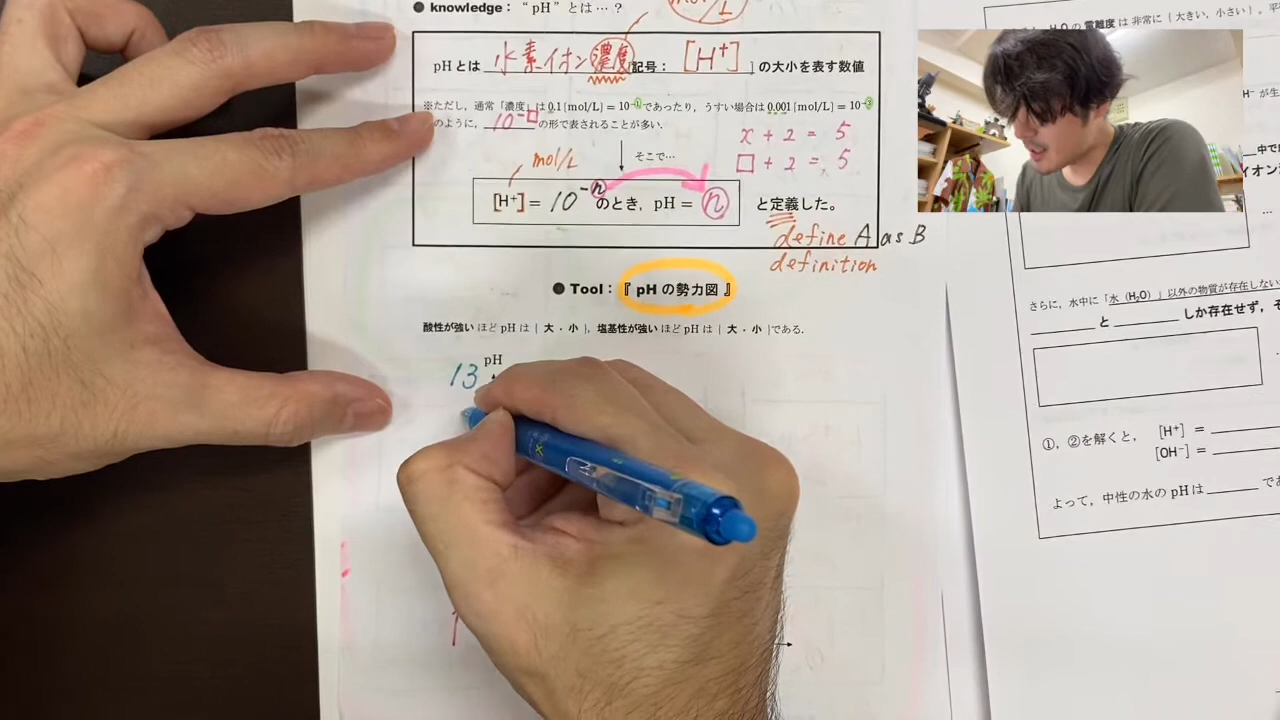 ● knowledge： “pH” とは…？
mol/L
pHとは 水素イオン濃度 記号： [H⁺] の大小を表す数値
※ただし，通常「濃度」は 0.1 [mol/L] = 10⁻¹ であったり，うすい場合は 0.001 [mol/L] = 10⁻³
のように， 10⁻□ の形で表されることが多い．
x + 2 = 5
□ + 2 = 5
そこで…
mol/L
[H⁺] = 10⁻ⁿ のとき，pH = n と定義した。
define A as B
definition
● Tool： 『 pH の勢力図 』
酸性が強い ほど pH は [ 大・小 ]，塩基性が強い ほど pH は [ 大・小 ]である．
pH
13
の 電離度 は 非常に [ 大きい，小さい ]，
さらに，水中に「水（H₂O）」以外の物質が存在しない
と しか存在せず，
①，②を解くと， [H⁺] =
[OH⁻] =
よって，中性の水の pH は